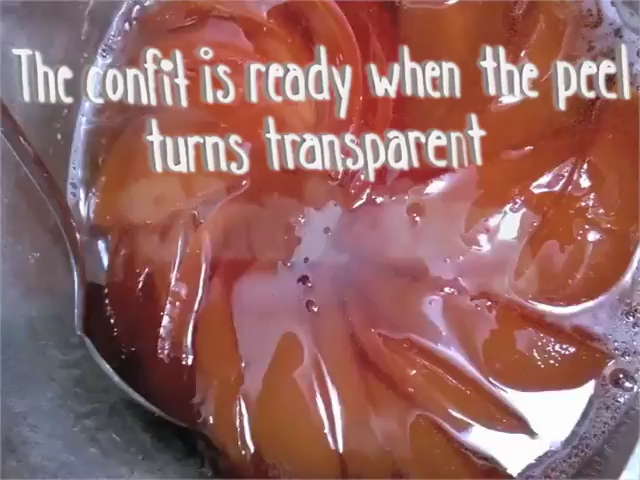 The confit is ready when the peel
turns transparent